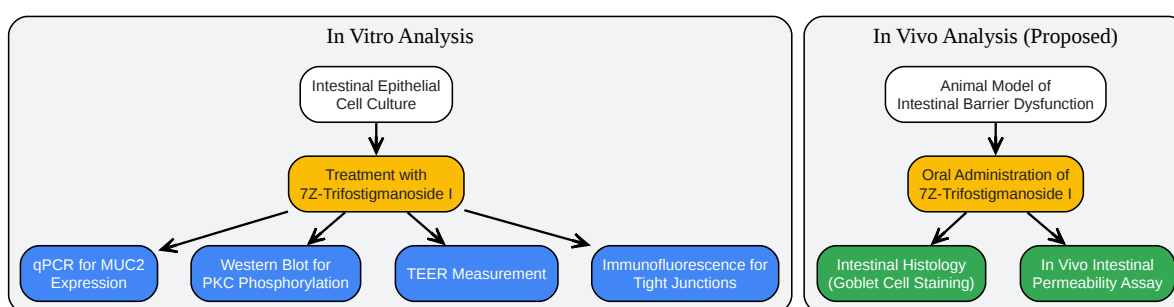 In Vitro Analysis
Intestinal Epithelial
Cell Culture
Treatment with
7Z-Trifostigmanoside I
qPCR for MUC2
Expression
Western Blot for
PKC Phosphorylation
TEER Measurement
Immunofluorescence for
Tight Junctions
In Vivo Analysis (Proposed)
Animal Model of
Intestinal Barrier Dysfunction
Oral Administration of
7Z-Trifostigmanoside I
Intestinal Histology
(Goblet Cell Staining)
In Vivo Intestinal
Permeability Assay